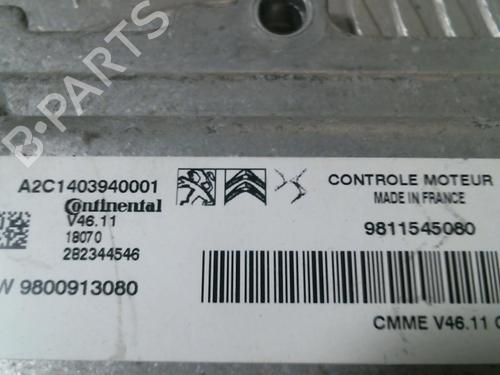 B-PARTS
A2C1403940001
Continental
V46.11
18070
282344546
W 9800913080
CONTROLE MOTEUR
MADE IN FRANCE
9811545080
CMME V46.11